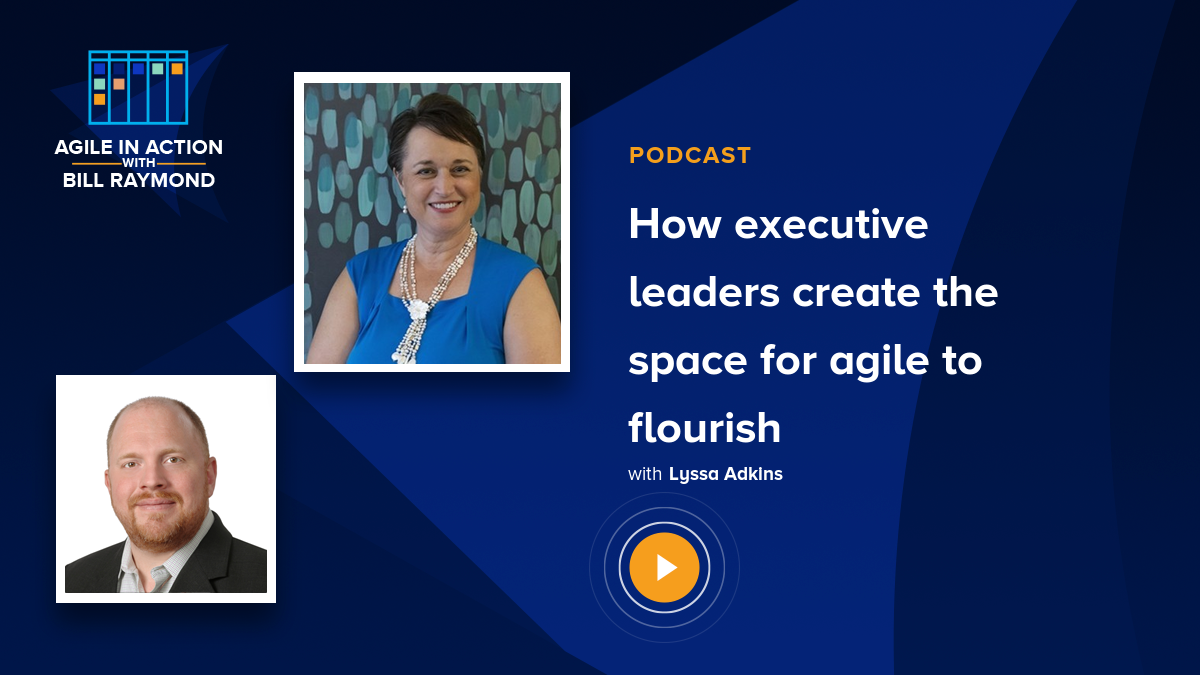 AGILE IN ACTION
WITH
BILL RAYMOND
PODCAST
How executive
leaders create the
space for agile to
flourish
with Lyssa Adkins